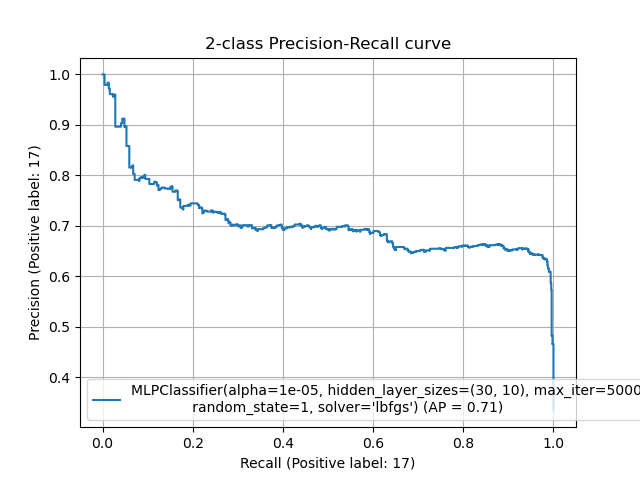 2-class Precision-Recall curve
1.0
0.9
0.8
0.7
0.6
0.5
0.4
Precision (Positive label: 17)
MLPClassifier(alpha=1e-05, hidden_layer_sizes=(30, 10), max_iter=5000
random_state=1, solver='lbfgs') (AP = 0.71)
0.0 0.2 0.4 0.6 0.8 1.0
Recall (Positive label: 17)